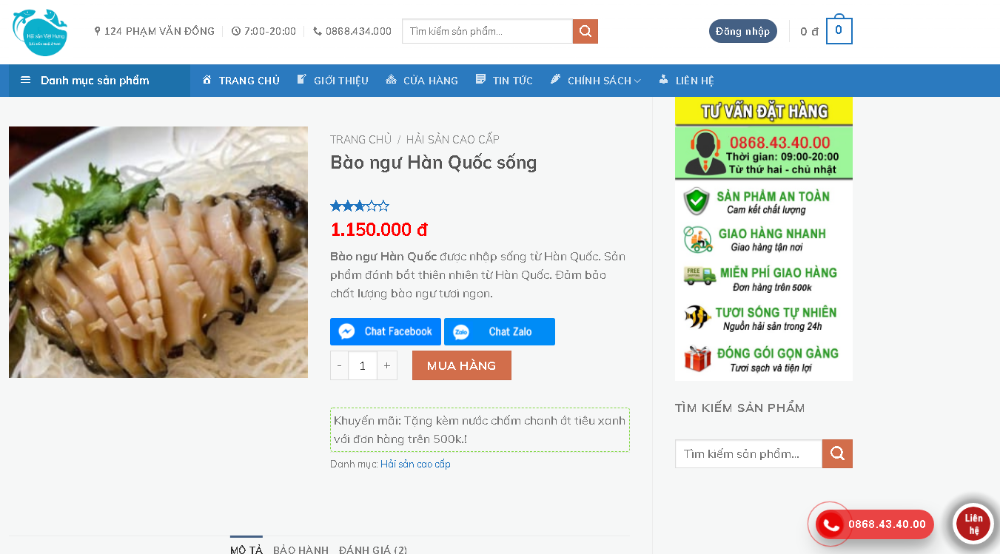 Hải sản Việt Hưng
124 PHẠM VĂN ĐỒNG
7:00-20:00
0868.434.000
Tìm kiếm sản phẩm...
Đăng nhập
0 đ
0
Danh mục sản phẩm
TRANG CHỦ
GIỚI THIỆU
CỬA HÀNG
TIN TỨC
CHÍNH SÁCH
LIÊN HỆ
TRANG CHỦ / HẢI SẢN CAO CẤP
Bào ngư Hàn Quốc sống
1.150.000 đ
Bào ngư Hàn Quốc được nhập sống từ Hàn Quốc. Sản
phẩm đánh bắt thiên nhiên từ Hàn Quốc. Đảm bảo
chất lượng bào ngư tươi ngon.
Chat Facebook
Zalo
Chat Zalo
- 1 +
MUA HÀNG
Khuyến mãi: Tặng kèm nước chấm chanh ớt tiêu xanh
với đơn hàng trên 500k.!
Danh mục: Hải sản cao cấp
MÔ TẢ
BẢO HÀNH
ĐÁNH GIÁ (2)
TƯ VẤN ĐẶT HÀNG
0868.43.40.00
Thời gian: 09:00-20:00
Từ thứ hai - chủ nhật
SẢN PHẨM AN TOÀN
Cam kết chất lượng
GIAO HÀNG NHANH
Giao hàng tận nơi
FREE
MIỄN PHÍ GIAO HÀNG
Đơn hàng trên 500k
TƯƠI SỐNG TỰ NHIÊN
Nguồn hải sản trong 24h
ĐÓNG GÓI GỌN GÀNG
Tươi sạch và tiện lợi
TÌM KIẾM SẢN PHẨM
Tìm kiếm sản phẩm...
0868.43.40.00
Liên
hệ